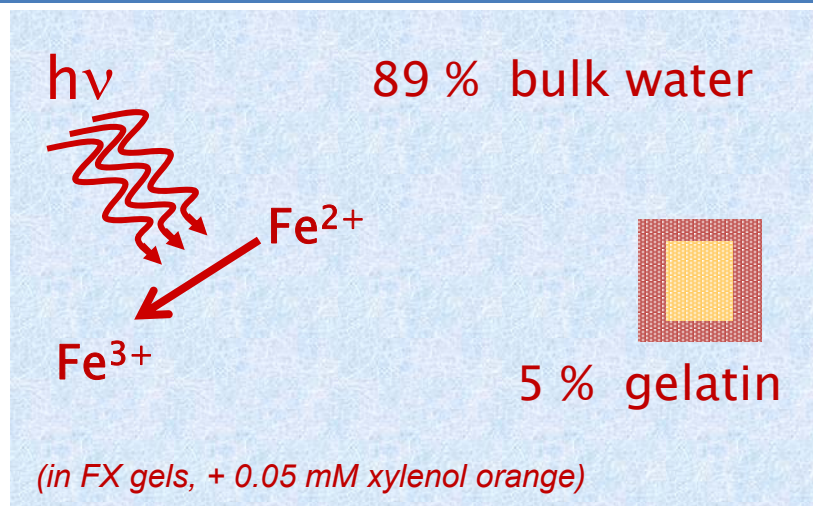 hν
89 % bulk water
Fe²⁺
Fe³⁺
5 % gelatin
(in FX gels, + 0.05 mM xylenol orange)